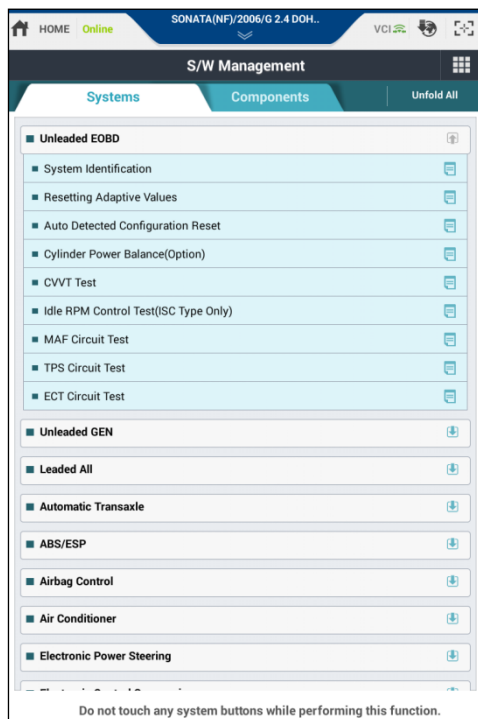 SONATA(NF)/2006/G 2.4 DOH..
HOME Online VCI
S/W Management
Systems Components Unfold All
Unleaded EOBD
System Identification
Resetting Adaptive Values
Auto Detected Configuration Reset
Cylinder Power Balance(Option)
CVVT Test
Idle RPM Control Test(ISC Type Only)
MAF Circuit Test
TPS Circuit Test
ECT Circuit Test
Unleaded GEN
Leaded All
Automatic Transaxle
ABS/ESP
Airbag Control
Air Conditioner
Electronic Power Steering
Do not touch any system buttons while performing this function.